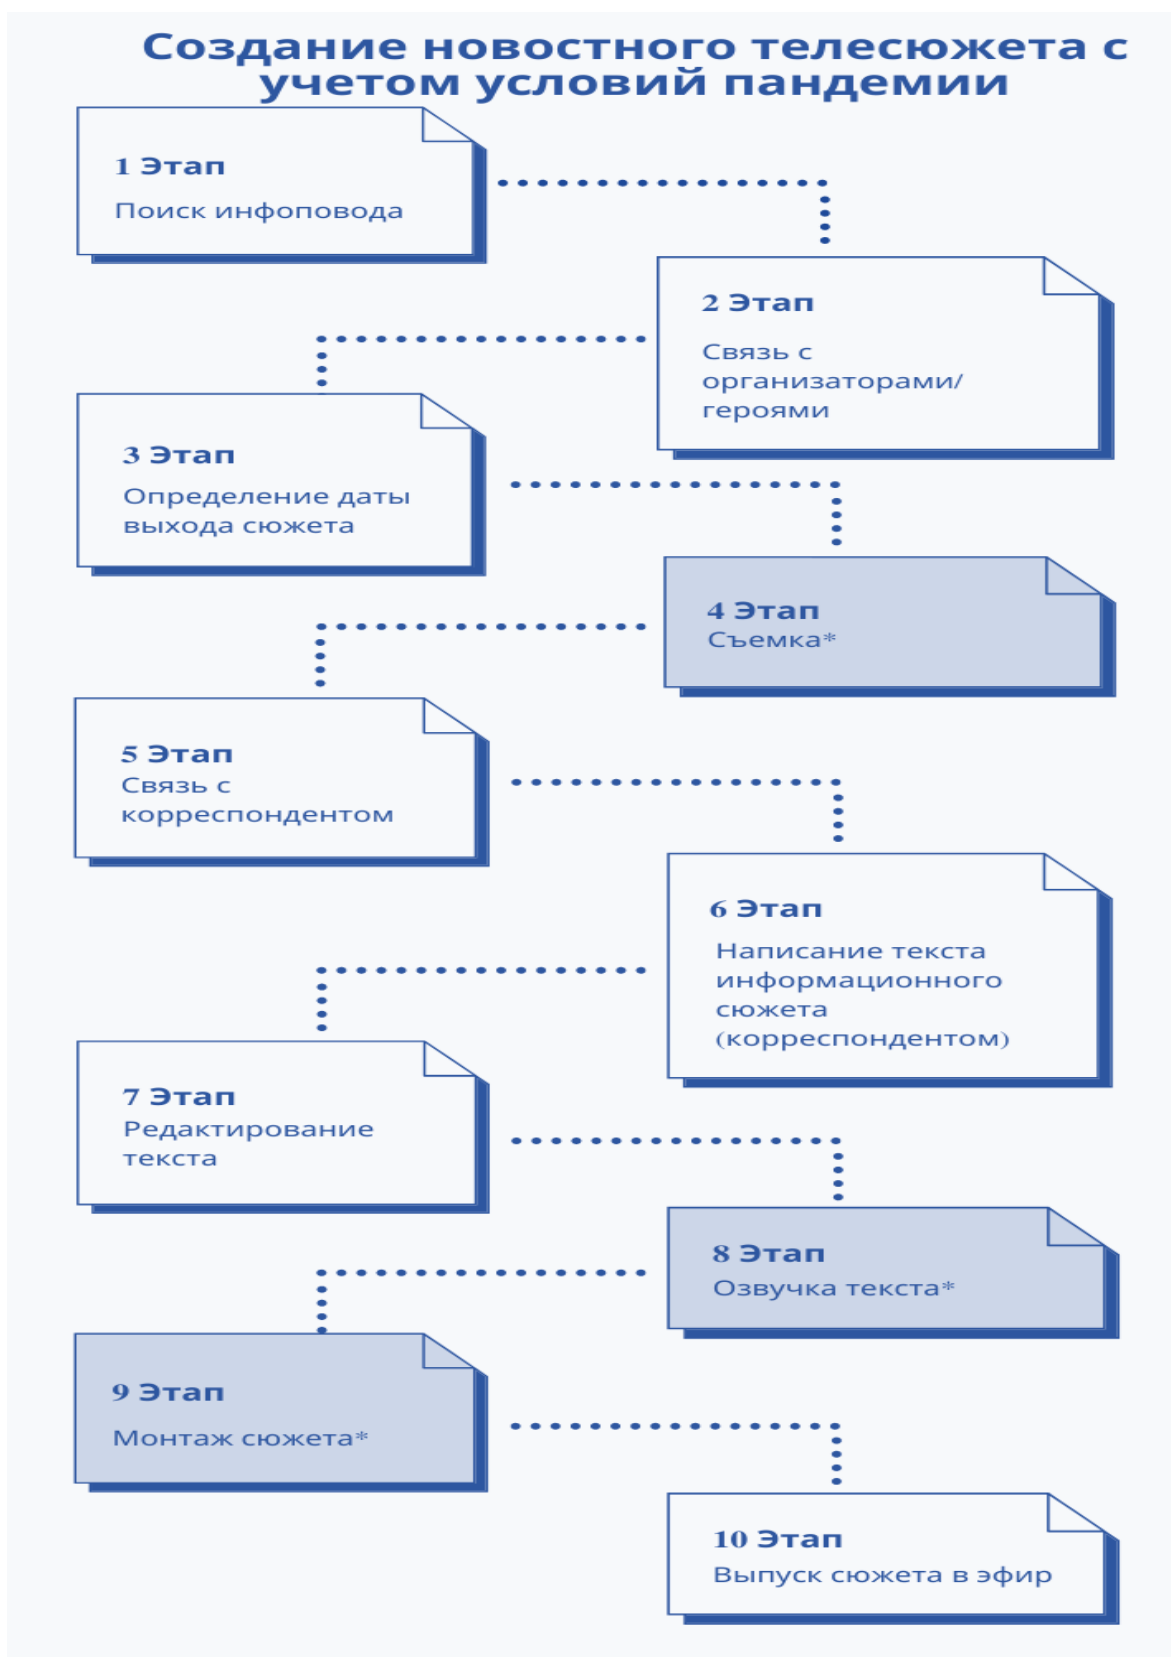 Создание новостного телесюжета с
учетом условий пандемии
1 Этап
Поиск инфоповода
2 Этап
Связь с
организаторами/
героями
3 Этап
Определение даты
выхода сюжета
4 Этап
Съемка*
5 Этап
Связь с
корреспондентом
6 Этап
Написание текста
информационного
сюжета
(корреспондентом)
7 Этап
Редактирование
текста
8 Этап
Озвучка текста*
9 Этап
Монтаж сюжета*
10 Этап
Выпуск сюжета в эфир